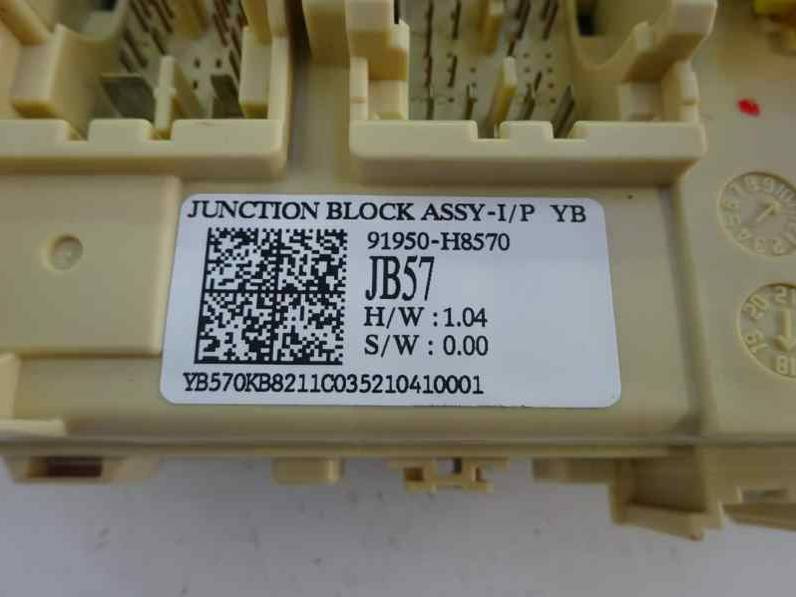 JUNCTION BLOCK ASSY-I/P YB
91950-H8570
JB57
H/W : 1.04
S/W : 0.00
YB570KB8211C035210410001